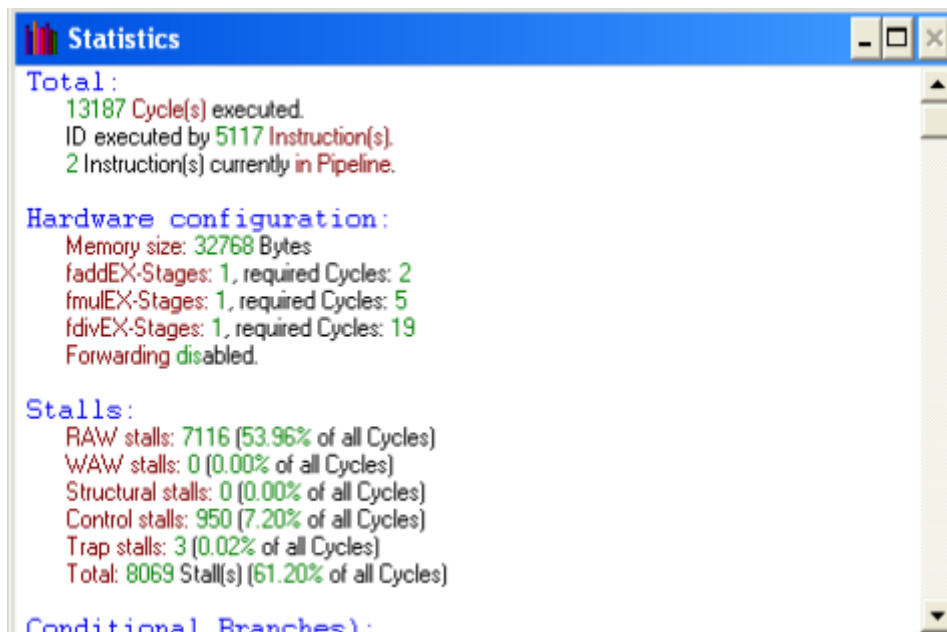 Statistics
Total:
13187 Cycle(s) executed.
ID executed by 5117 Instruction(s).
2 Instruction(s) currently in Pipeline.
Hardware configuration:
Memory size: 32768 Bytes
faddEX-Stages: 1, required Cycles: 2
fmulEX-Stages: 1, required Cycles: 5
fdivEX-Stages: 1, required Cycles: 19
Forwarding disabled.
Stalls:
RAW stalls: 7116 (53.96% of all Cycles)
WAW stalls: 0 (0.00% of all Cycles)
Structural stalls: 0 (0.00% of all Cycles)
Control stalls: 950 (7.20% of all Cycles)
Trap stalls: 3 (0.02% of all Cycles)
Total: 8069 Stall(s) (61.20% of all Cycles)
Conditional Branches):